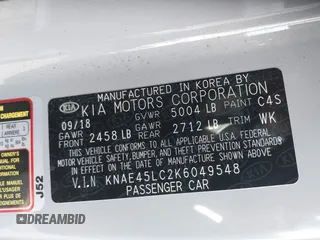 MANUFACTURED IN KOREA BY
KIA KIA MOTORS CORPORATION
09/18 GVWR 5004 LB PAINT C4S
GAWR FRONT 2458 LB GAWR REAR 2712 LB TRIM WK
THIS VEHICLE CONFORMS TO ALL APPLICABLE U.S.A. FEDERAL
MOTOR VEHICLE SAFETY, BUMPER, AND THEFT PREVENTION STANDARDS
IN EFFECT ON THE DATE OF MANUFACTURE SHOWN ABOVE.
V.I.N KNAE45LC2K6049548
PASSENGER CAR
J52
DREAMBID